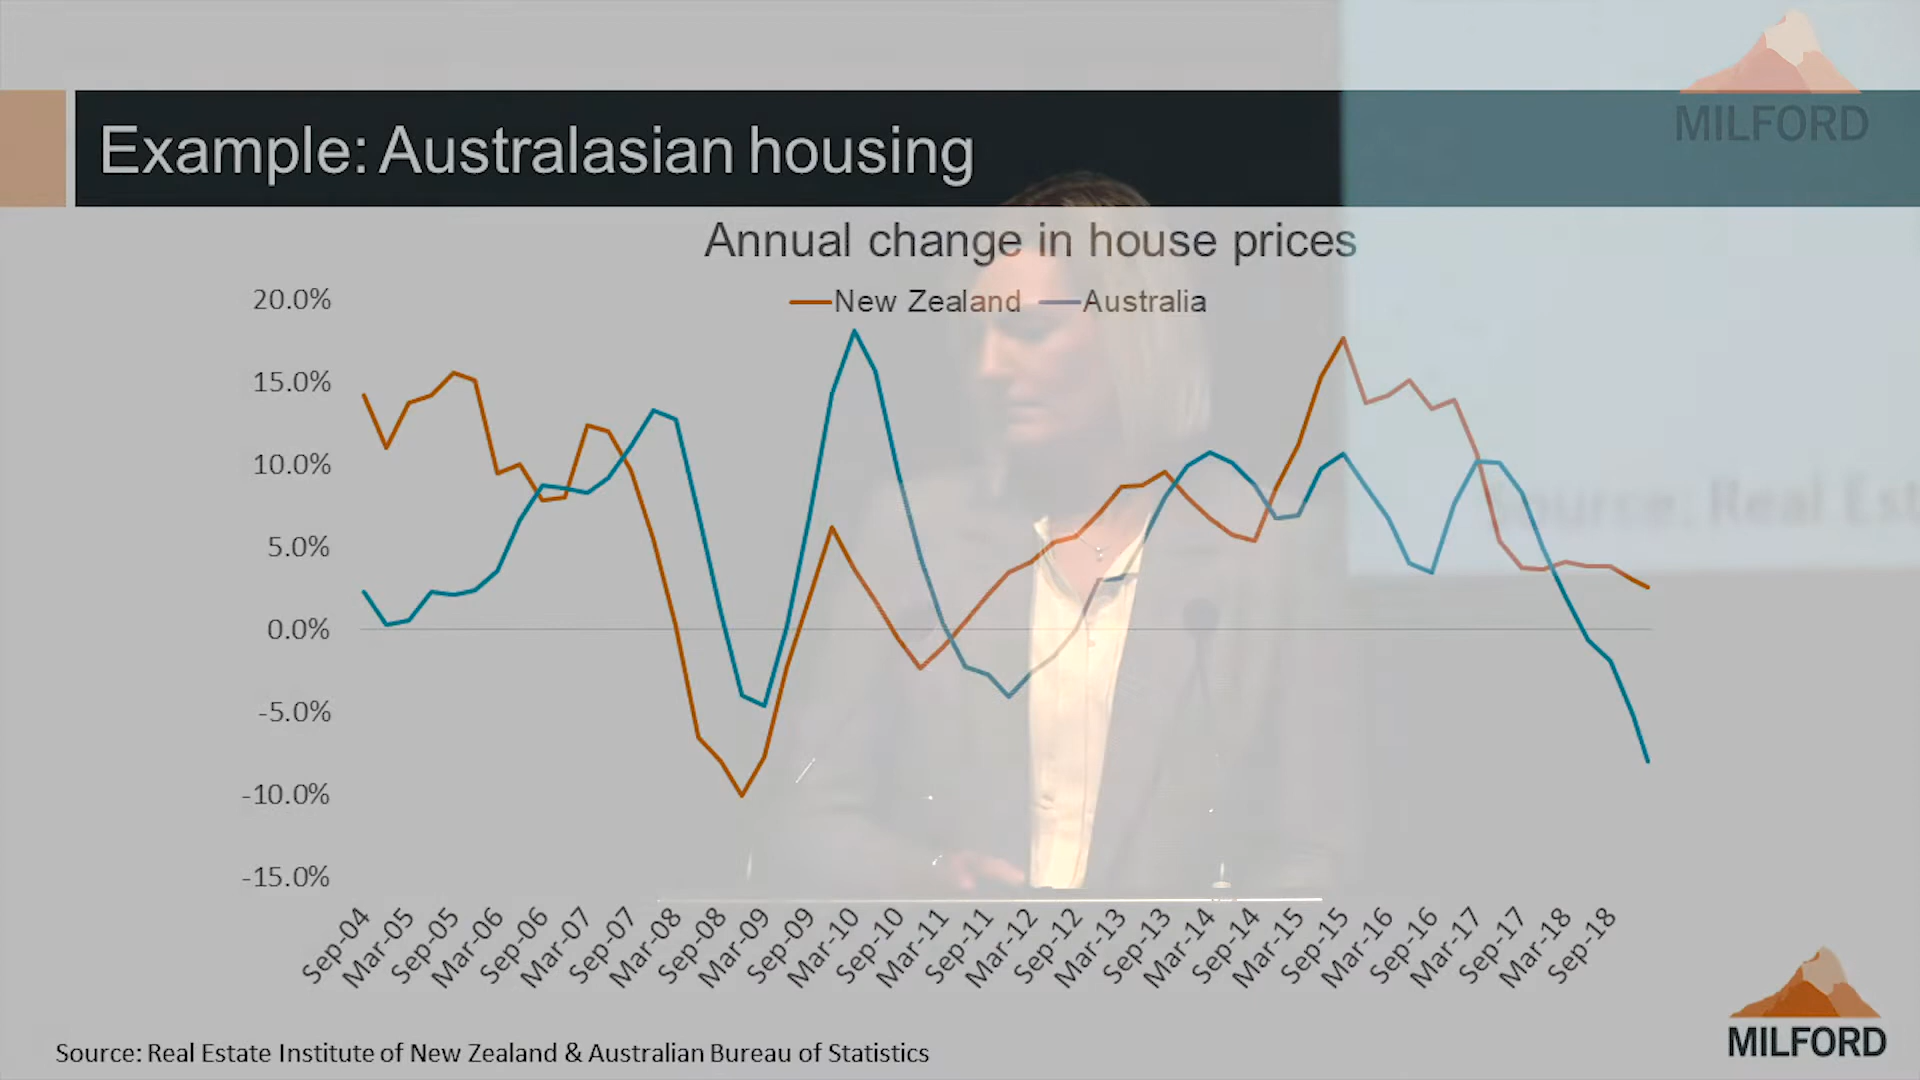 MILFORD
Example: Australasian housing
Annual change in house prices
New Zealand Australia
20.0%
15.0%
10.0%
5.0%
0.0%
-5.0%
-10.0%
-15.0%
Sep-04 Mar-05 Sep-05 Mar-06 Sep-06 Mar-07 Sep-07 Mar-08 Sep-08 Mar-09 Sep-09 Mar-10 Sep-10 Mar-11 Sep-11 Mar-12 Sep-12 Mar-13 Sep-13 Mar-14 Sep-14 Mar-15 Sep-15 Mar-16 Sep-16 Mar-17 Sep-17 Mar-18 Sep-18
Source: Real Est
Source: Real Estate Institute of New Zealand & Australian Bureau of Statistics
MILFORD